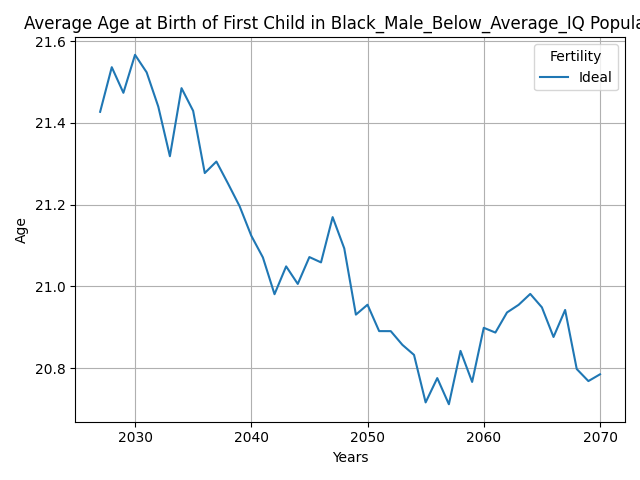 Average Age at Birth of First Child in Black_Male_Below_Average_IQ
21.6
21.4
21.2
21.0
20.8
Age
Fertility
Ideal
2030 2040 2050 2060 2070
Years